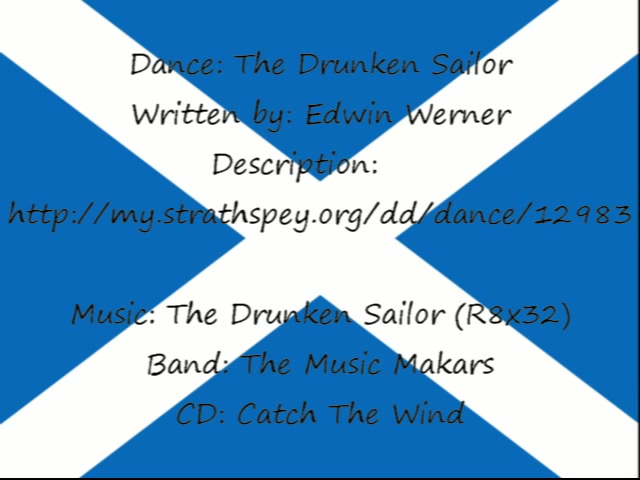 Dance: The Drunken Sailor
Written by: Edwin Werner
Description:
http://my.strathspey.org/dd/dance/12983
Music: The Drunken Sailor (R8x32)
Band: The Music Makars
CD: Catch The Wind